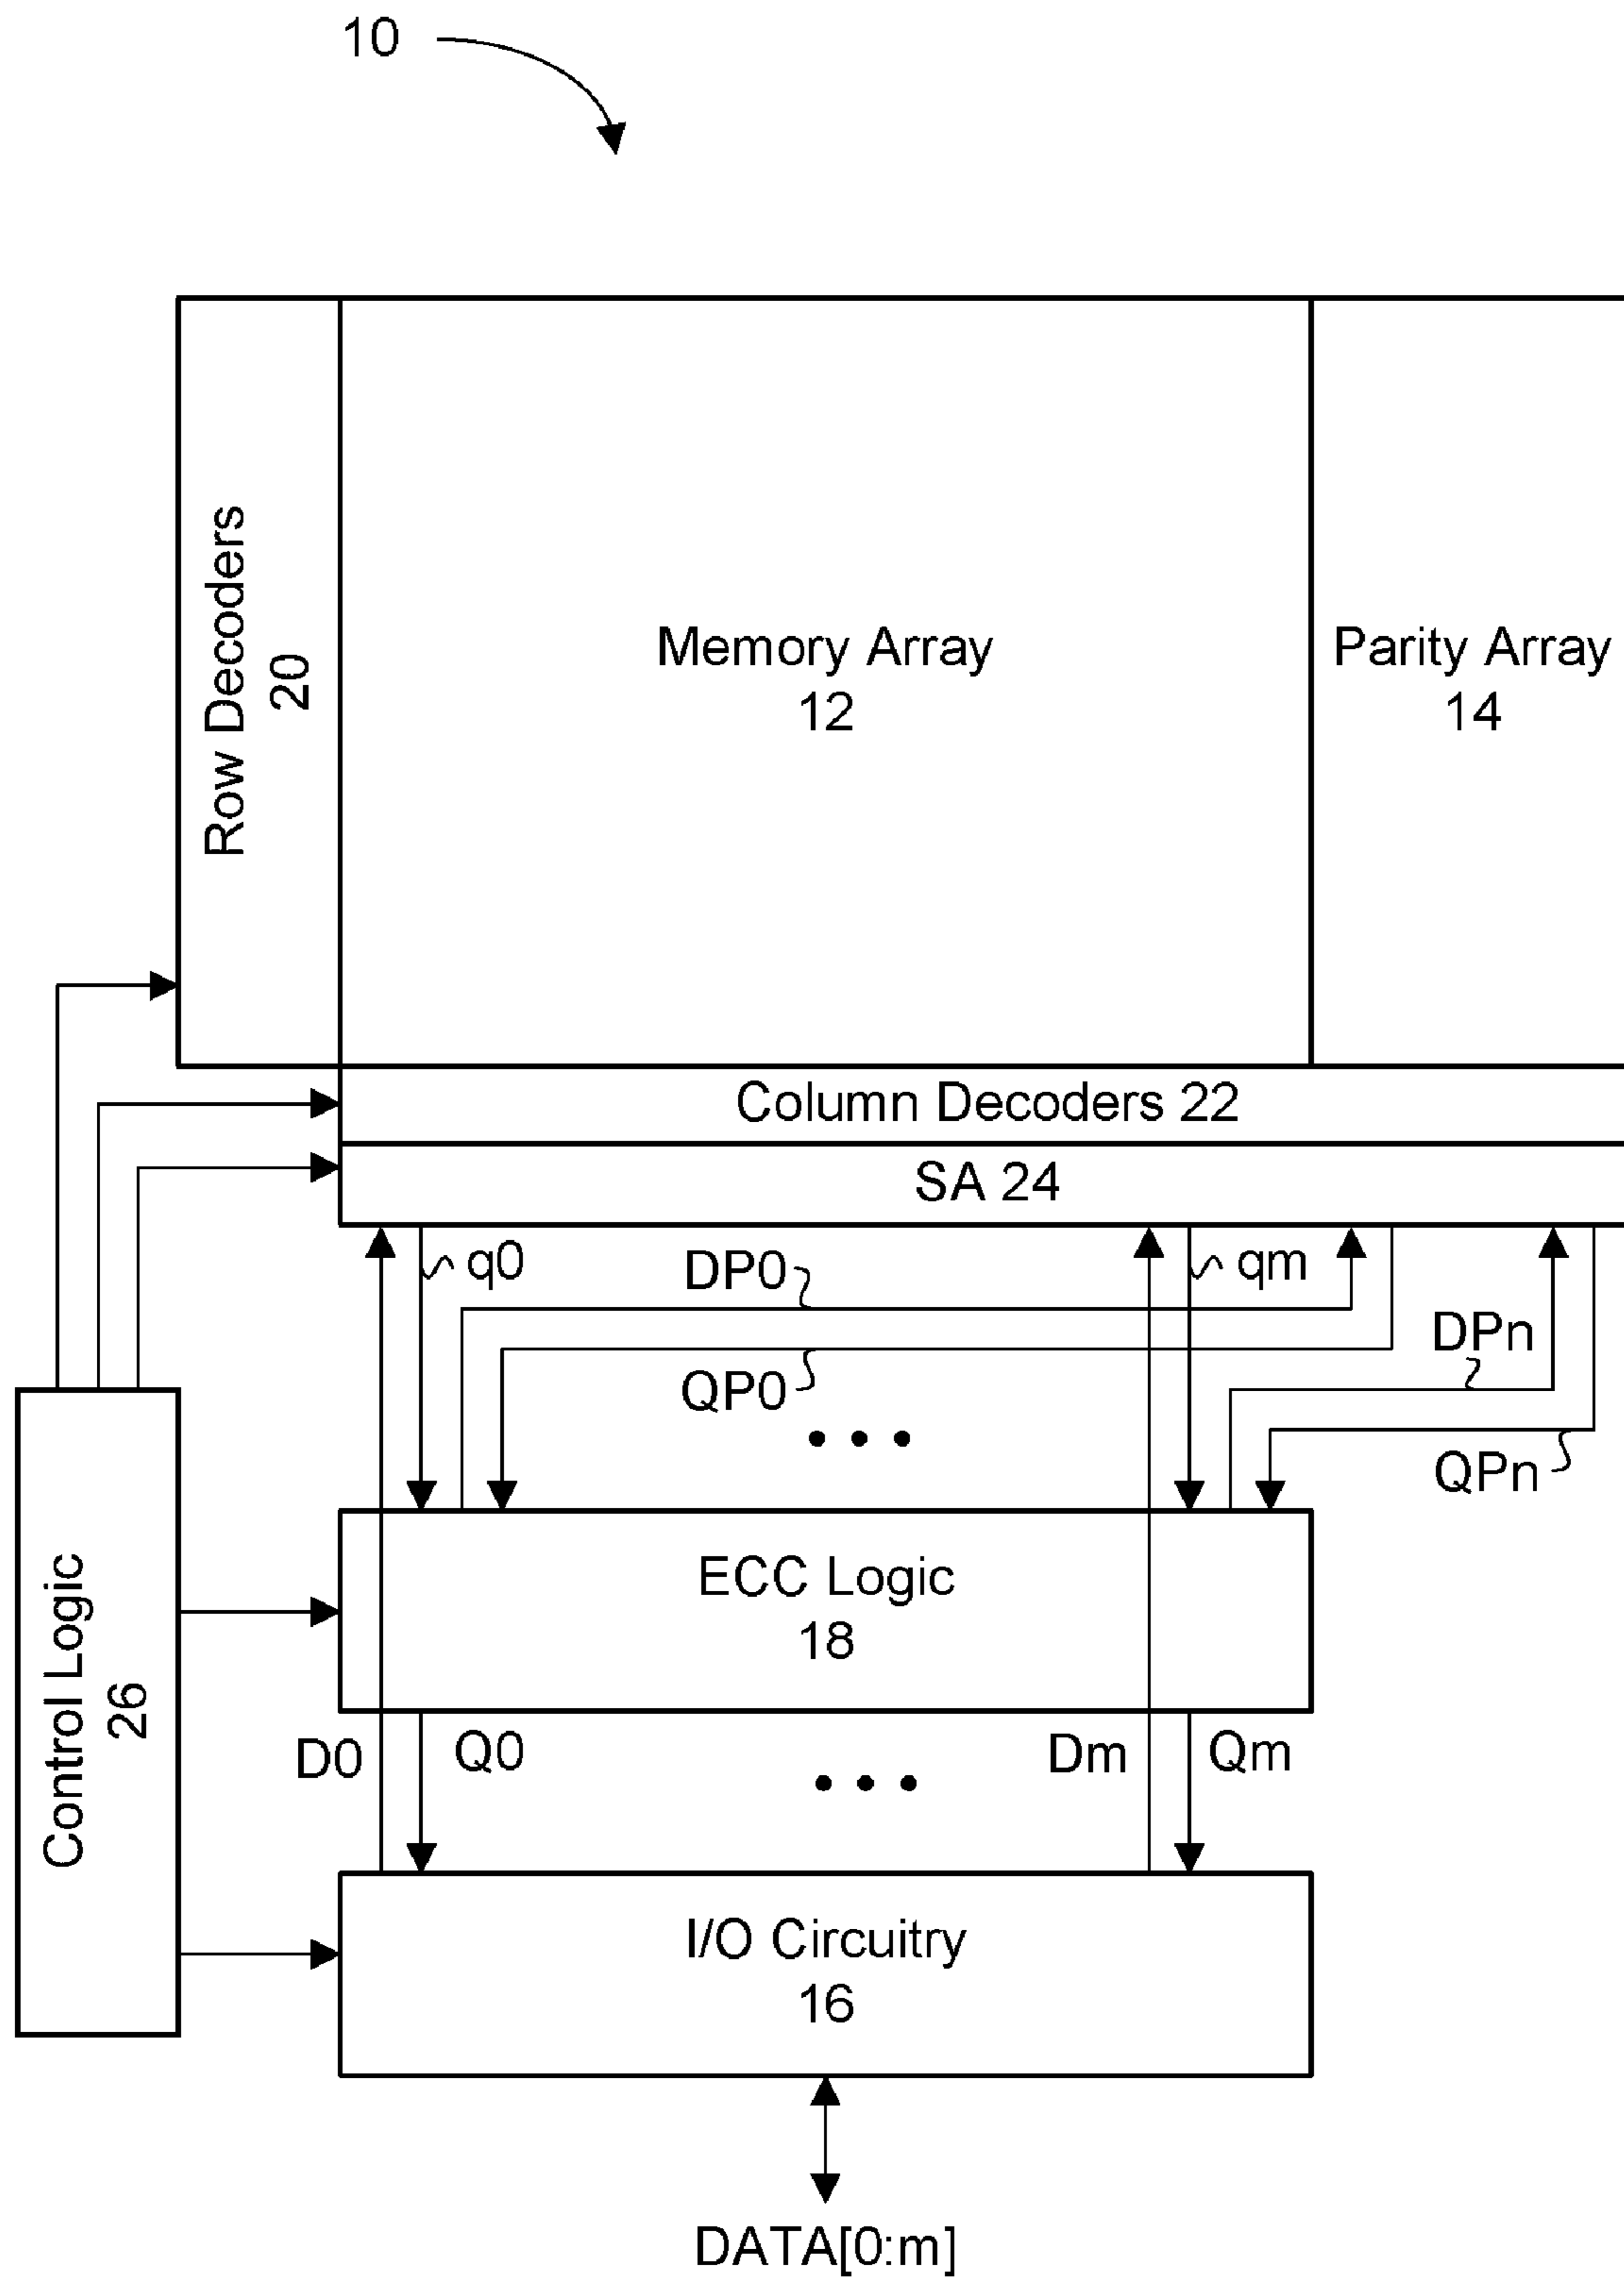 10
Row Decoders
20
Memory Array
12
Parity Array
14
Column Decoders 22
SA 24
q0
DP0
qm
DPn
QP0
QPn
Control Logic
26
ECC Logic
18
D0
Q0
Dm
Qm
I/O Circuitry
16
DATA[0:m]